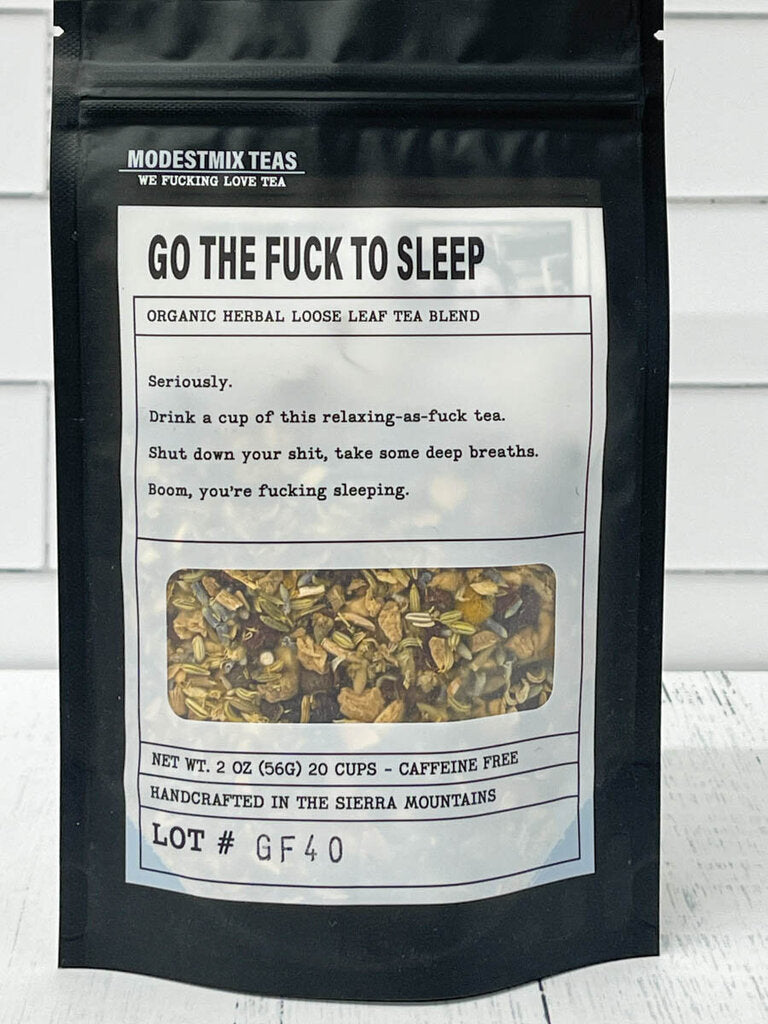 MODESTMIX TEAS
WE FUCKING LOVE TEA
GO THE FUCK TO SLEEP
ORGANIC HERBAL LOOSE LEAF TEA BLEND
Seriously.
Drink a cup of this relaxing-as-fuck tea.
Shut down your shit, take some deep breaths.
Boom, you're fucking sleeping.
NET WT. 2 OZ (56G) 20 CUPS - CAFFEINE FREE
HANDCRAFTED IN THE SIERRA MOUNTAINS
LOT # GF40